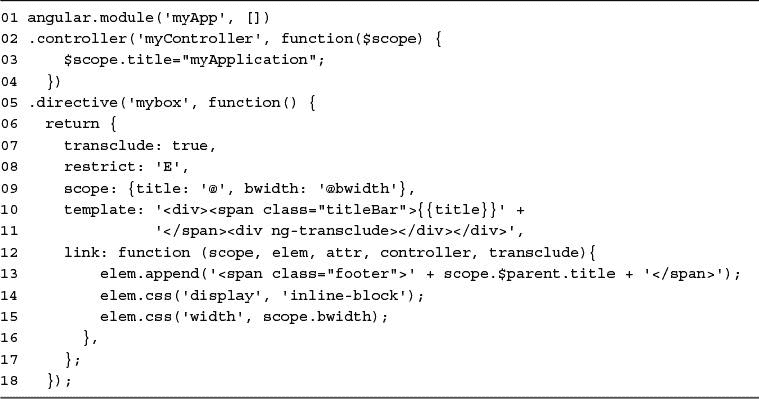 01 angular.module('myApp', [])
02 .controller('myController', function($scope) {
03     $scope.title="myApplication";
04   })
05 .directive('mybox', function() {
06   return {
07     transclude: true,
08     restrict: 'E',
09     scope: {title: '@', bwidth: '@bwidth'},
10     template: '<div><span class="titleBar">{{title}}' +
11               '</span><div ng-transclude></div></div>',
12     link: function (scope, elem, attr, controller, transclude){
13         elem.append('<span class="footer">' + scope.$parent.title + '</span>');
14         elem.css('display', 'inline-block');
15         elem.css('width', scope.bwidth);
16       },
17     };
18   });